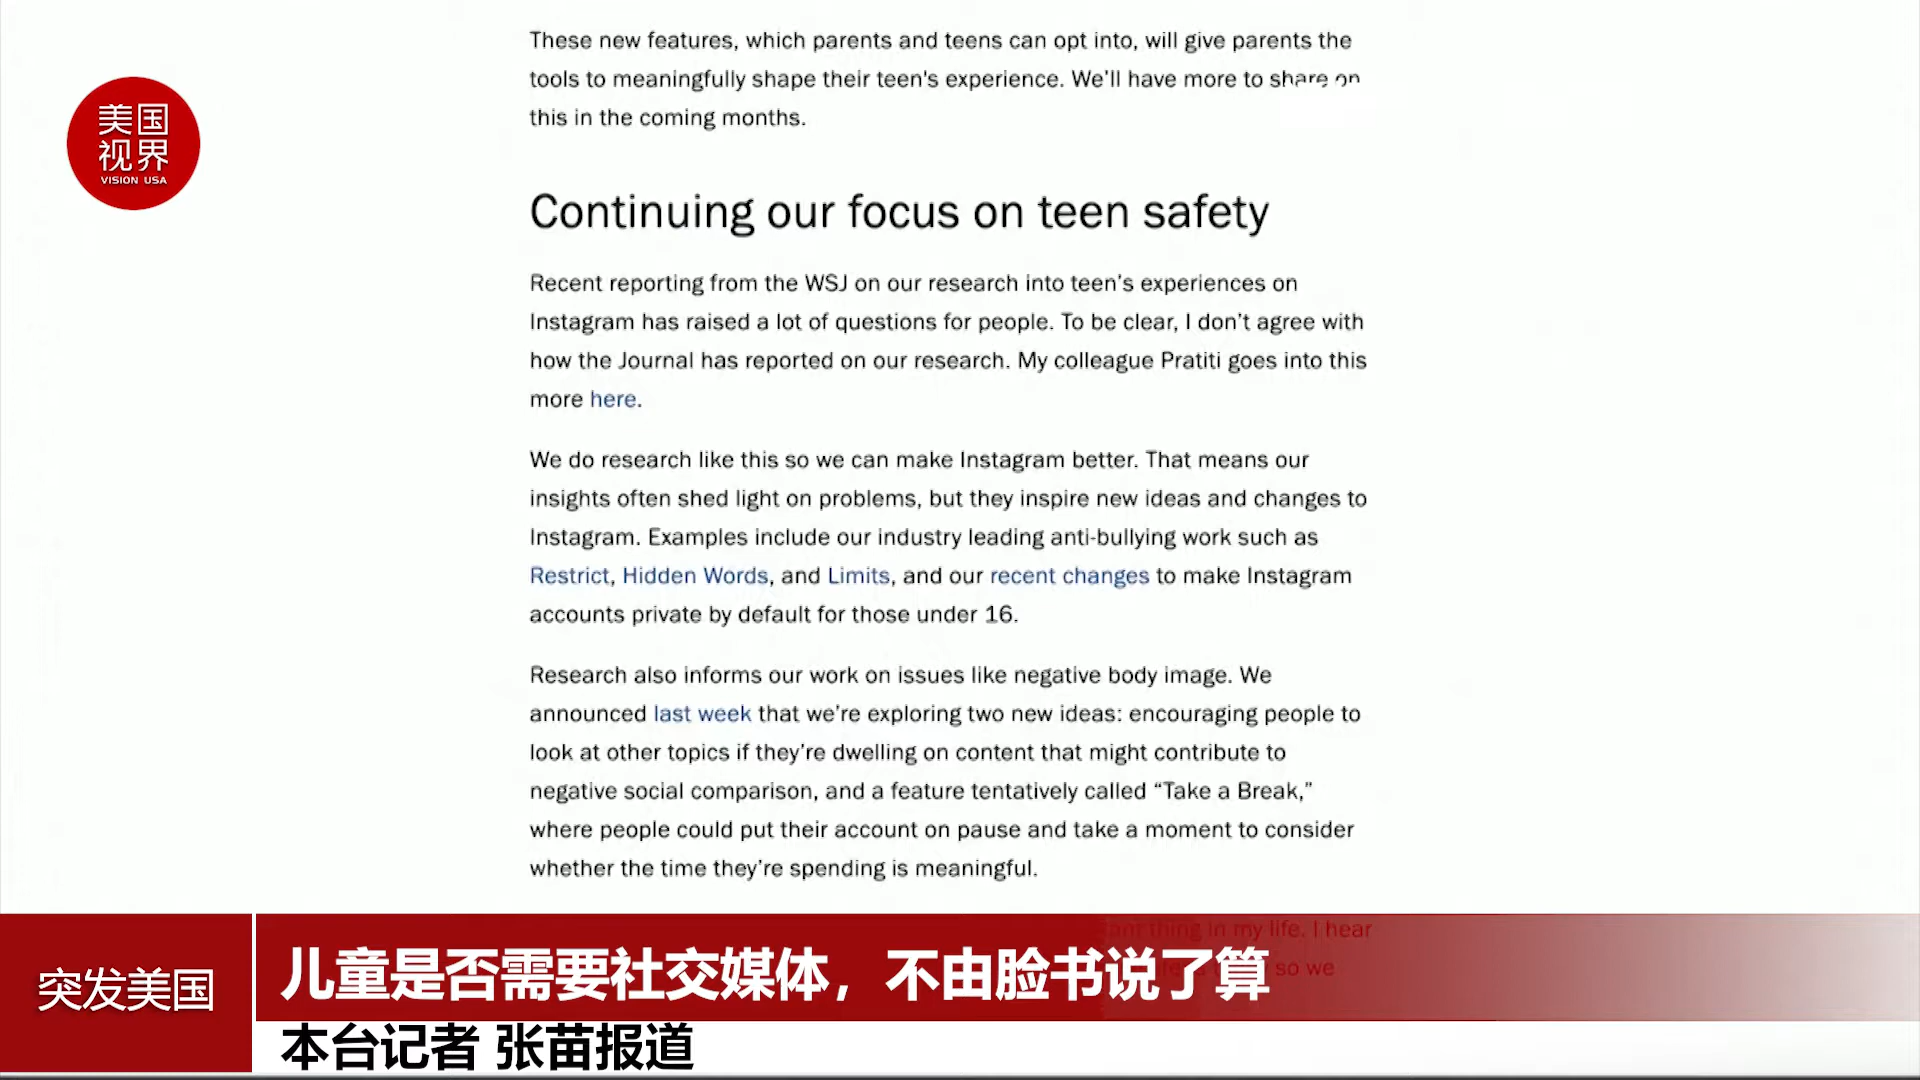 These new features, which parents and teens can opt into, will give parents the
tools to meaningfully shape their teen's experience. We'll have more to share on
this in the coming months.
美国
视界
VISION USA
Continuing our focus on teen safety
Recent reporting from the WSJ on our research into teen's experiences on
Instagram has raised a lot of questions for people. To be clear, I don't agree with
how the Journal has reported on our research. My colleague Pratiti goes into this
more here.
We do research like this so we can make Instagram better. That means our
insights often shed light on problems, but they inspire new ideas and changes to
Instagram. Examples include our industry leading anti-bullying work such as
Restrict, Hidden Words, and Limits, and our recent changes to make Instagram
accounts private by default for those under 16.
Research also informs our work on issues like negative body image. We
announced last week that we're exploring two new ideas: encouraging people to
look at other topics if they're dwelling on content that might contribute to
negative social comparison, and a feature tentatively called “Take a Break,”
where people could put their account on pause and take a moment to consider
whether the time they're spending is meaningful.
thing in my life. I hear
so we
突发美国
儿童是否需要社交媒体，不由脸书说了算
本台记者 张苗报道